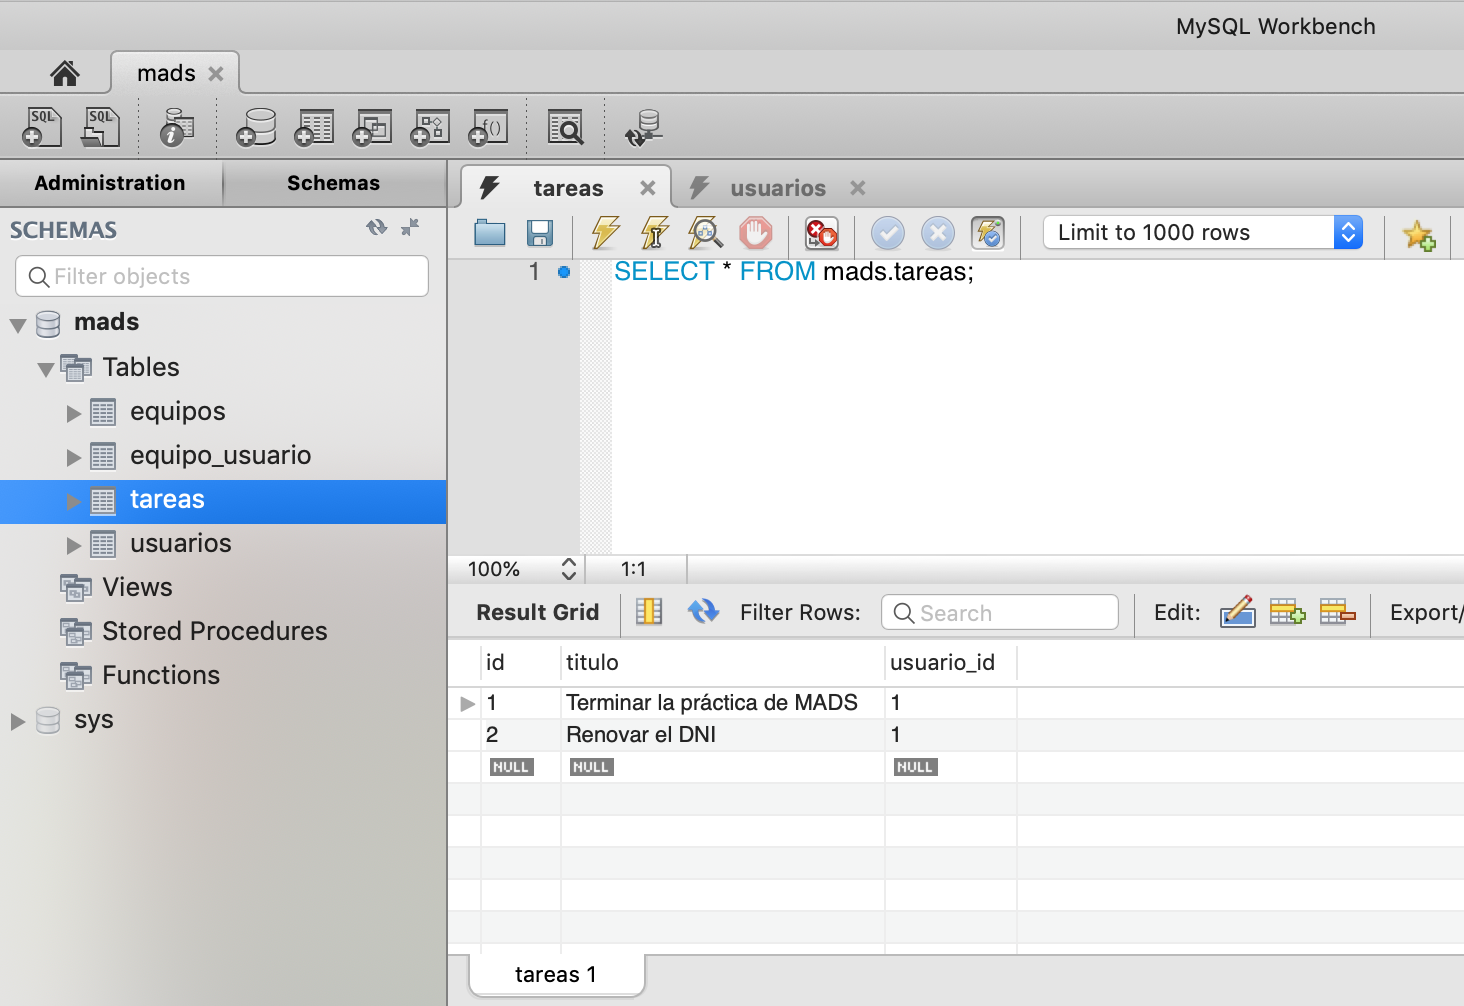 MySQL Workbench
mads
SQL SQL
Administration Schemas
tareas usuarios
SCHEMAS
Limit to 1000 rows
Filter objects
1 SELECT * FROM mads.tareas;
mads
Tables
equipos
equipo_usuario
tareas
usuarios
Views
Stored Procedures
Functions
sys
100% 1:1
Result Grid Filter Rows: Search Edit: Export/
id titulo usuario_id
1 Terminar la práctica de MADS 1
2 Renovar el DNI 1
NULL NULL NULL
tareas 1